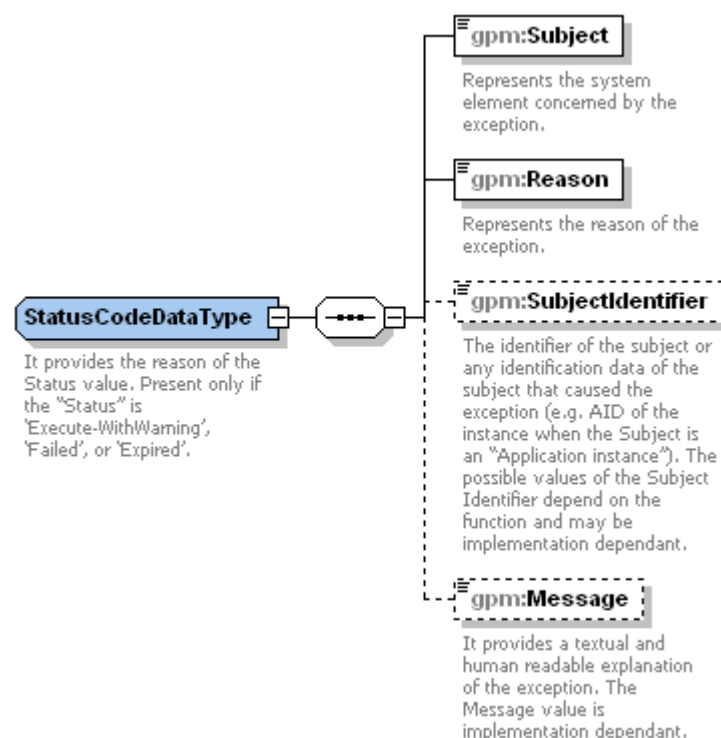 gpm:Subject
Represents the system
element concerned by the
exception.
gpm:Reason
Represents the reason of the
exception.
StatusCodeDataType
It provides the reason of the
Status value. Present only if
the "Status" is
'Execute-WithWarning',
'Failed', or 'Expired'.
gpm:SubjectIdentifier
The identifier of the subject or
any identification data of the
subject that caused the
exception (e.g. AID of the
instance when the Subject is
an "Application instance"). The
possible values of the Subject
Identifier depend on the
function and may be
implementation dependant.
gpm:Message
It provides a textual and
human readable explanation
of the exception. The
Message value is
implementation dependant.